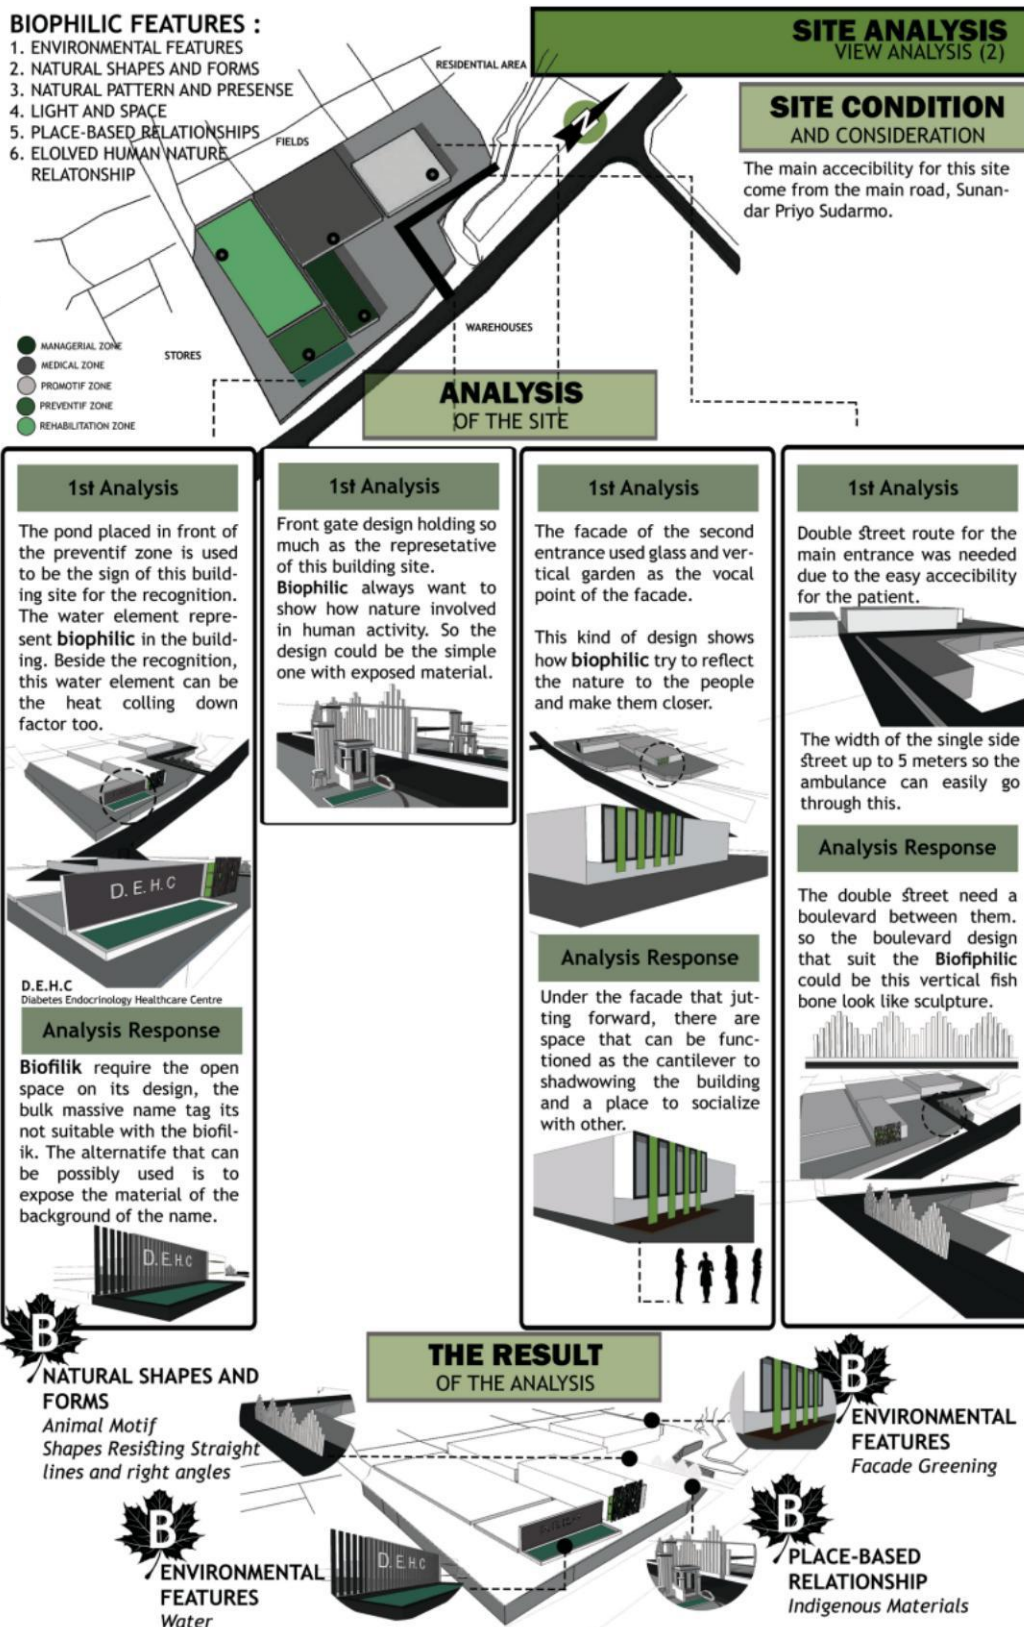 BIOPHILIC FEATURES :
1. ENVIRONMENTAL FEATURES
2. NATURAL SHAPES AND FORMS
3. NATURAL PATTERN AND PRESENSE
4. LIGHT AND SPACE
5. PLACE-BASED RELATIONSHIPS
6. ELOLVED HUMAN NATURE
RELATONSHIP
SITE ANALYSIS
VIEW ANALYSIS (2)
SITE CONDITION
AND CONSIDERATION
The main accecibility for this site
come from the main road, Sunan-
dar Priyo Sudarmo.
RESIDENTIAL AREA
FIELDS
N
WAREHOUSES
STORES
MANAGERIAL ZONE
MEDICAL ZONE
PROMOTIF ZONE
PREVENTIF ZONE
REHABILITATION ZONE
ANALYSIS
OF THE SITE
1st Analysis
The pond placed in front of
the preventif zone is used
to be the sign of this build-
ing site for the recognition.
The water element repre-
sent biophilic in the build-
ing. Beside the recognition,
this water element can be
the heat colling down
factor too.
D.E.H.C
D.E.H.C
Diabetes Endocrinology Healthcare Centre
Analysis Response
Biofilik require the open
space on its design, the
bulk massive name tag its
not suitable with the biofil-
ik. The alternatife that can
be possibly used is to
expose the material of the
background of the name.
D.E.H.C
1st Analysis
Front gate design holding so
much as the represetative
of this building site.
Biophilic always want to
show how nature involved
in human activity. So the
design could be the simple
one with exposed material.
1st Analysis
The facade of the second
entrance used glass and ver-
tical garden as the vocal
point of the facade.
This kind of design shows
how biophilic try to reflect
the nature to the people
and make them closer.
Analysis Response
Under the facade that jut-
ting forward, there are
space that can be func-
tioned as the cantilever to
shadwowing the building
and a place to socialize
with other.
1st Analysis
Double street route for the
main entrance was needed
due to the easy accecibility
for the patient.
The width of the single side
street up to 5 meters so the
ambulance can easily go
through this.
Analysis Response
The double street need a
boulevard between them.
so the boulevard design
that suit the Biofiphilic
could be this vertical fish
bone look like sculpture.
THE RESULT
OF THE ANALYSIS
B
NATURAL SHAPES AND
FORMS
Animal Motif
Shapes Resisting Straight
lines and right angles
B
ENVIRONMENTAL
FEATURES
Water
D.E.H.C
B
ENVIRONMENTAL
FEATURES
Facade Greening
B
PLACE-BASED
RELATIONSHIP
Indigenous Materials